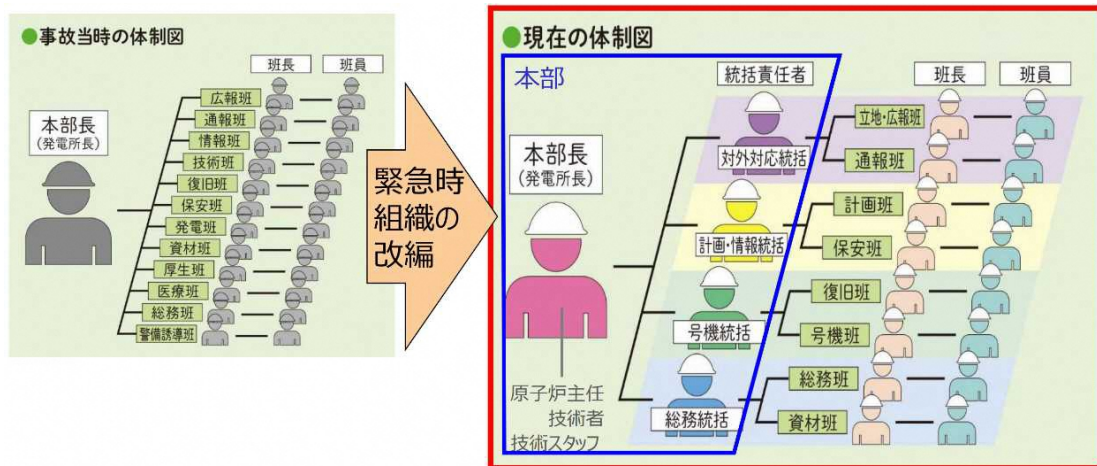 ●事故当時の体制図
班長
班員
本部長
(発電所長)
広報班
通報班
情報班
技術班
復旧班
保安班
発電班
資材班
厚生班
医療班
総務班
警備誘導班
緊急時
組織の
改編
●現在の体制図
本部
統括責任者
班長
班員
本部長
(発電所長)
対外対応統括
立地・広報班
通報班
計画・情報統括
計画班
保安班
号機統括
復旧班
号機班
総務統括
総務班
資材班
原子炉主任
技術者
技術スタッフ